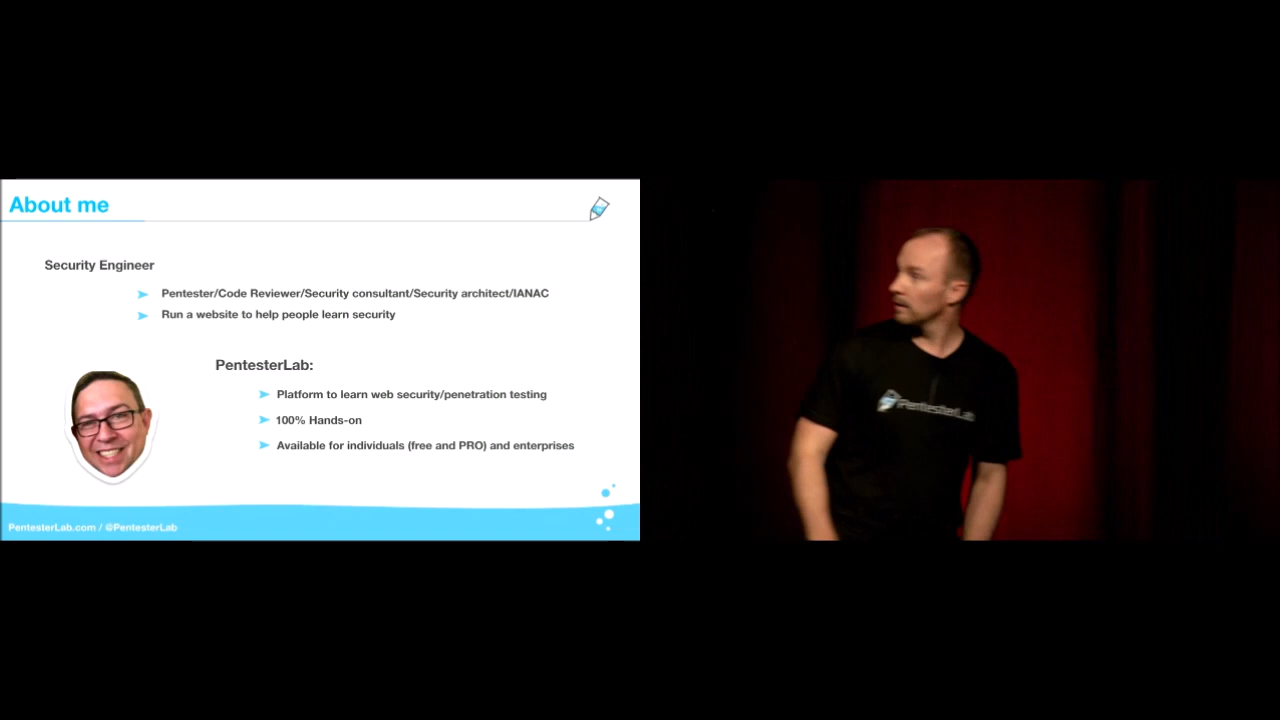 About me
Security Engineer
Pentester/Code Reviewer/Security consultant/Security architect/IANAC
Run a website to help people learn security
PentesterLab:
Platform to learn web security/penetration testing
100% Hands-on
Available for individuals (free and PRO) and enterprises
PentesterLab.com / @PentesterLab
PentesterLab